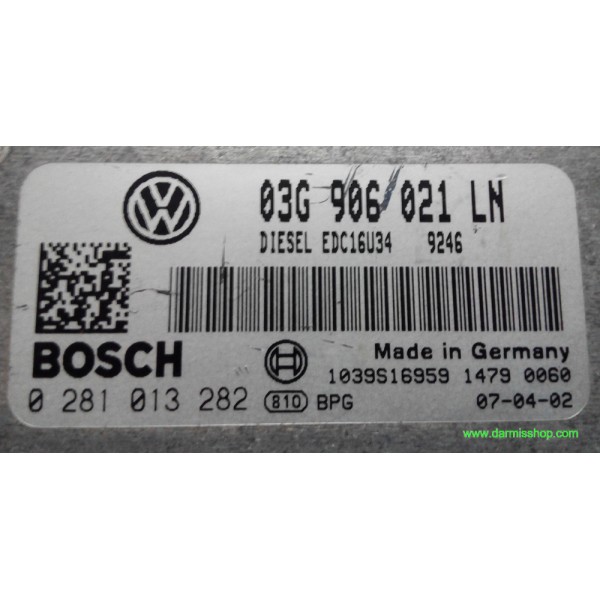 03G 906 021 LN
DIESEL EDC16U34 9246
BOSCH
Made in Germany
1039S16959 1479 0060
0 281 013 282 810 BPG 07-04-02
www.darmisshop.com